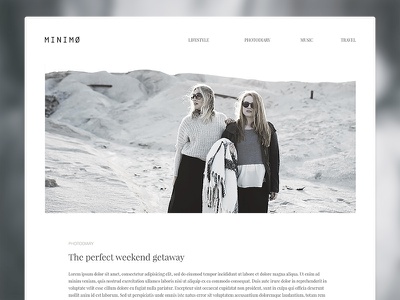 MINIMØ
LIFESTYLE PHOTODIARY MUSIC TRAVEL
PHOTODIARY
The perfect weekend getaway
Lorem ipsum dolor sit amet, consectetur adipisicing elit, sed do eiusmod tempor incididunt ut labore et dolore magna aliqua. Ut enim ad
minim veniam, quis nostrud exercitation ullamco laboris nisi ut aliquip ex ea commodo consequat. Duis aute irure dolor in reprehenderit in
voluptate velit esse cillum dolore eu fugiat nulla pariatur. Excepteur sint occaecat cupidatat non proident, sunt in culpa qui officia deserunt
mollit anim id est laborum. Sed ut perspiciatis unde omnis iste natus error sit voluptatem accusantium doloremque laudantium, totam rem